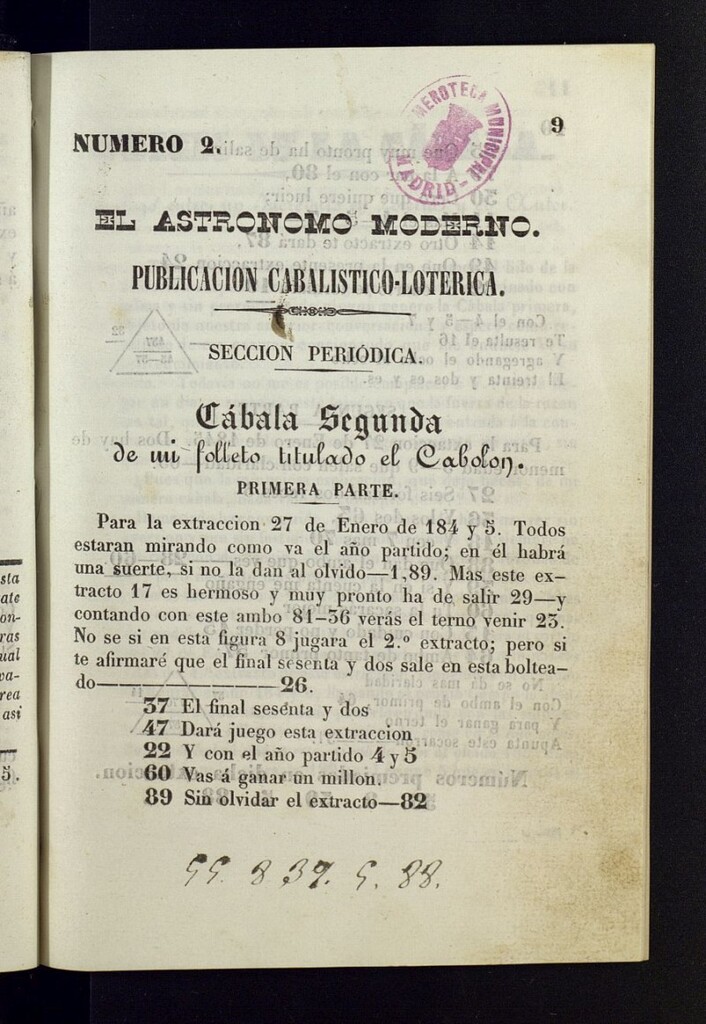 9
NUMERO 2.
HEMEROTECA MUNICIPAL
MADRID
EL ASTRONOMO MODERNO.
PUBLICACION CABALISTICO-LOTERICA.
SECCION PERIÓDICA.
Cábala Segunda
de mi folleto titulado el Cabolon.
PRIMERA PARTE.
Para la extraccion 27 de Enero de 184 y 5. Todos
estaran mirando como va el año partido; en él habrá
una suerte, si no la dan al olvido—1,89. Mas este ex-
tracto 17 es hermoso y muy pronto ha de salir 29—y
contando con este ambo 81-36 verás el terno venir 23.
No se si en esta figura 8 jugara el 2.º extracto; pero si
te afirmaré que el final sesenta y dos sale en esta boltea-
do——————————26.
37 El final sesenta y dos
47 Dará juego esta extraccion
22 Y con el año partido 4 y 5
60 Vas á ganar un millon.
89 Sin olvidar el extracto—82
55. 8 39. 5. 88.